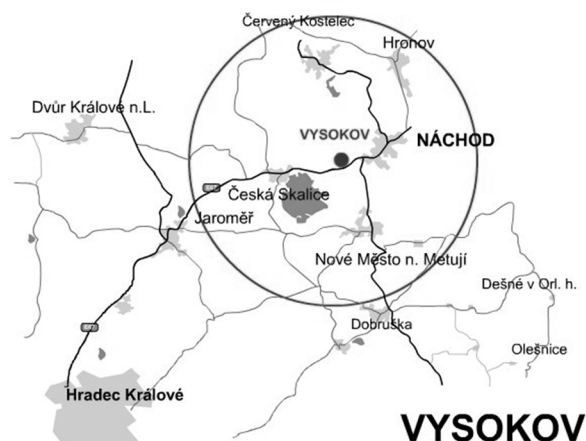 Červený Kostelec
Hronov
Dvůr Králové n.L.
VYSOKOV
NÁCHOD
Česká Skalice
Jaroměř
Nové Město n. Metují
Dešné v Orl. h.
Dobruška
Olešnice
Hradec Králové
VYSOKOV